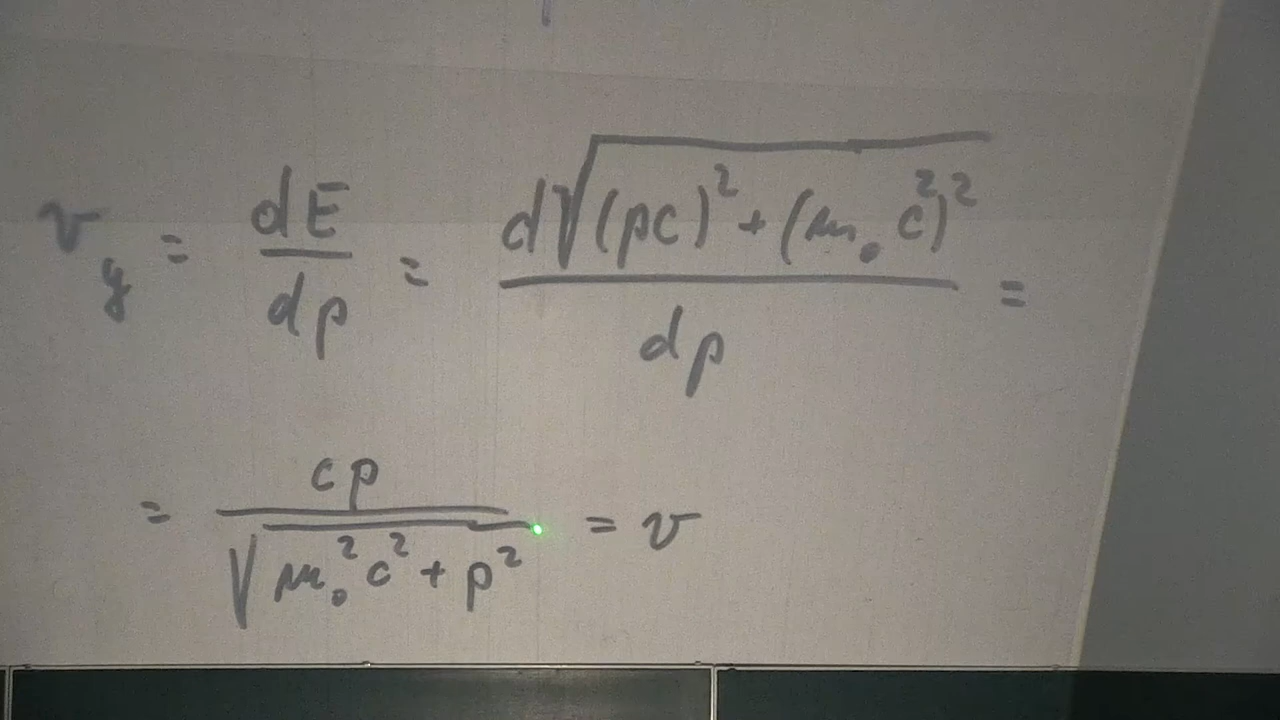 v_g = dE/dp = d√((pc)² + (m₀c²)²)/dp =
= cp/√(m₀²c² + p²) = v